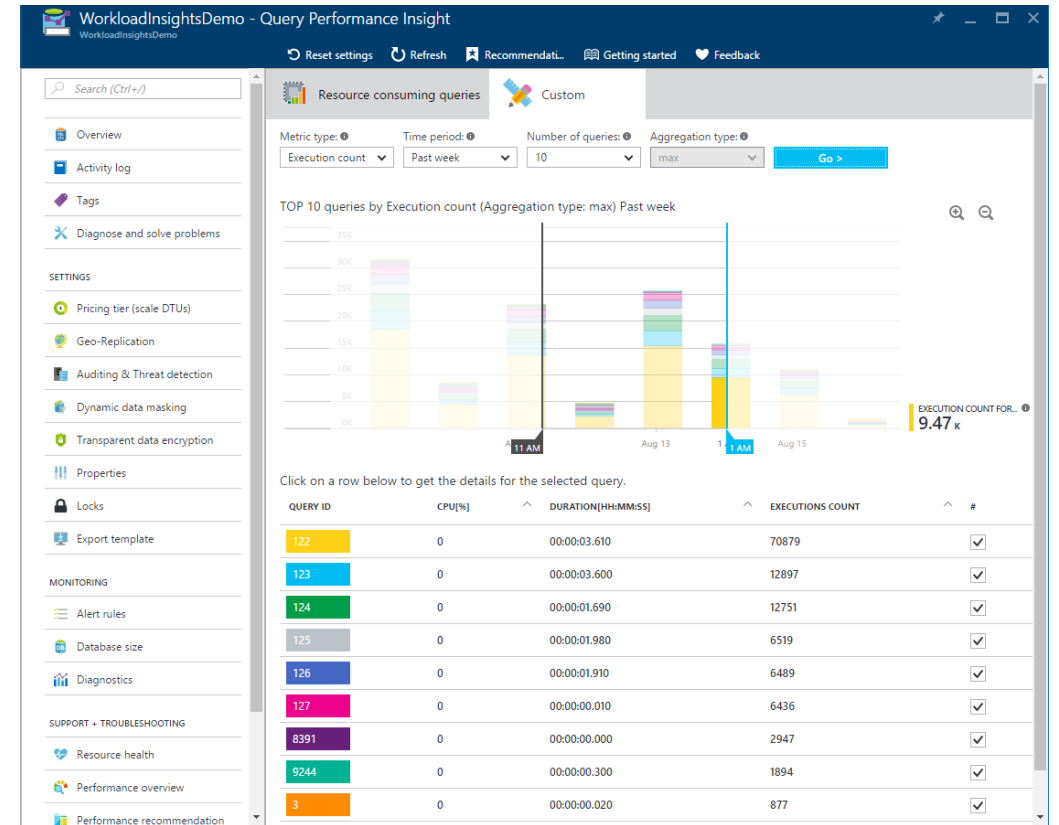 WorkloadInsightsDemo - Query Performance Insight
WorkloadInsightsDemo
Reset settings Refresh Recommendati... Getting started Feedback
Search (Ctrl+/)
Overview
Activity log
Tags
Diagnose and solve problems
SETTINGS
Pricing tier (scale DTUs)
Geo-Replication
Auditing & Threat detection
Dynamic data masking
Transparent data encryption
Properties
Locks
Export template
MONITORING
Alert rules
Database size
Diagnostics
SUPPORT + TROUBLESHOOTING
Resource health
Performance overview
Performance recommendation
Resource consuming queries Custom
Metric type: Time period: Number of queries: Aggregation type:
Execution count Past week 10 max Go >
TOP 10 queries by Execution count (Aggregation type: max) Past week
35K
30K
25K
20K
15K
10K
5K
0K
11 AM Aug 13 1 AM Aug 15
EXECUTION COUNT FOR...
9.47 K
Click on a row below to get the details for the selected query.
QUERY ID CPU[%] DURATION[HH:MM:SS] EXECUTIONS COUNT #
122 0 00:00:03.610 70879
123 0 00:00:03.600 12897
124 0 00:00:01.690 12751
125 0 00:00:01.980 6519
126 0 00:00:01.910 6489
127 0 00:00:00.010 6436
8391 0 00:00:00.000 2947
9244 0 00:00:00.300 1894
3 0 00:00:00.020 877